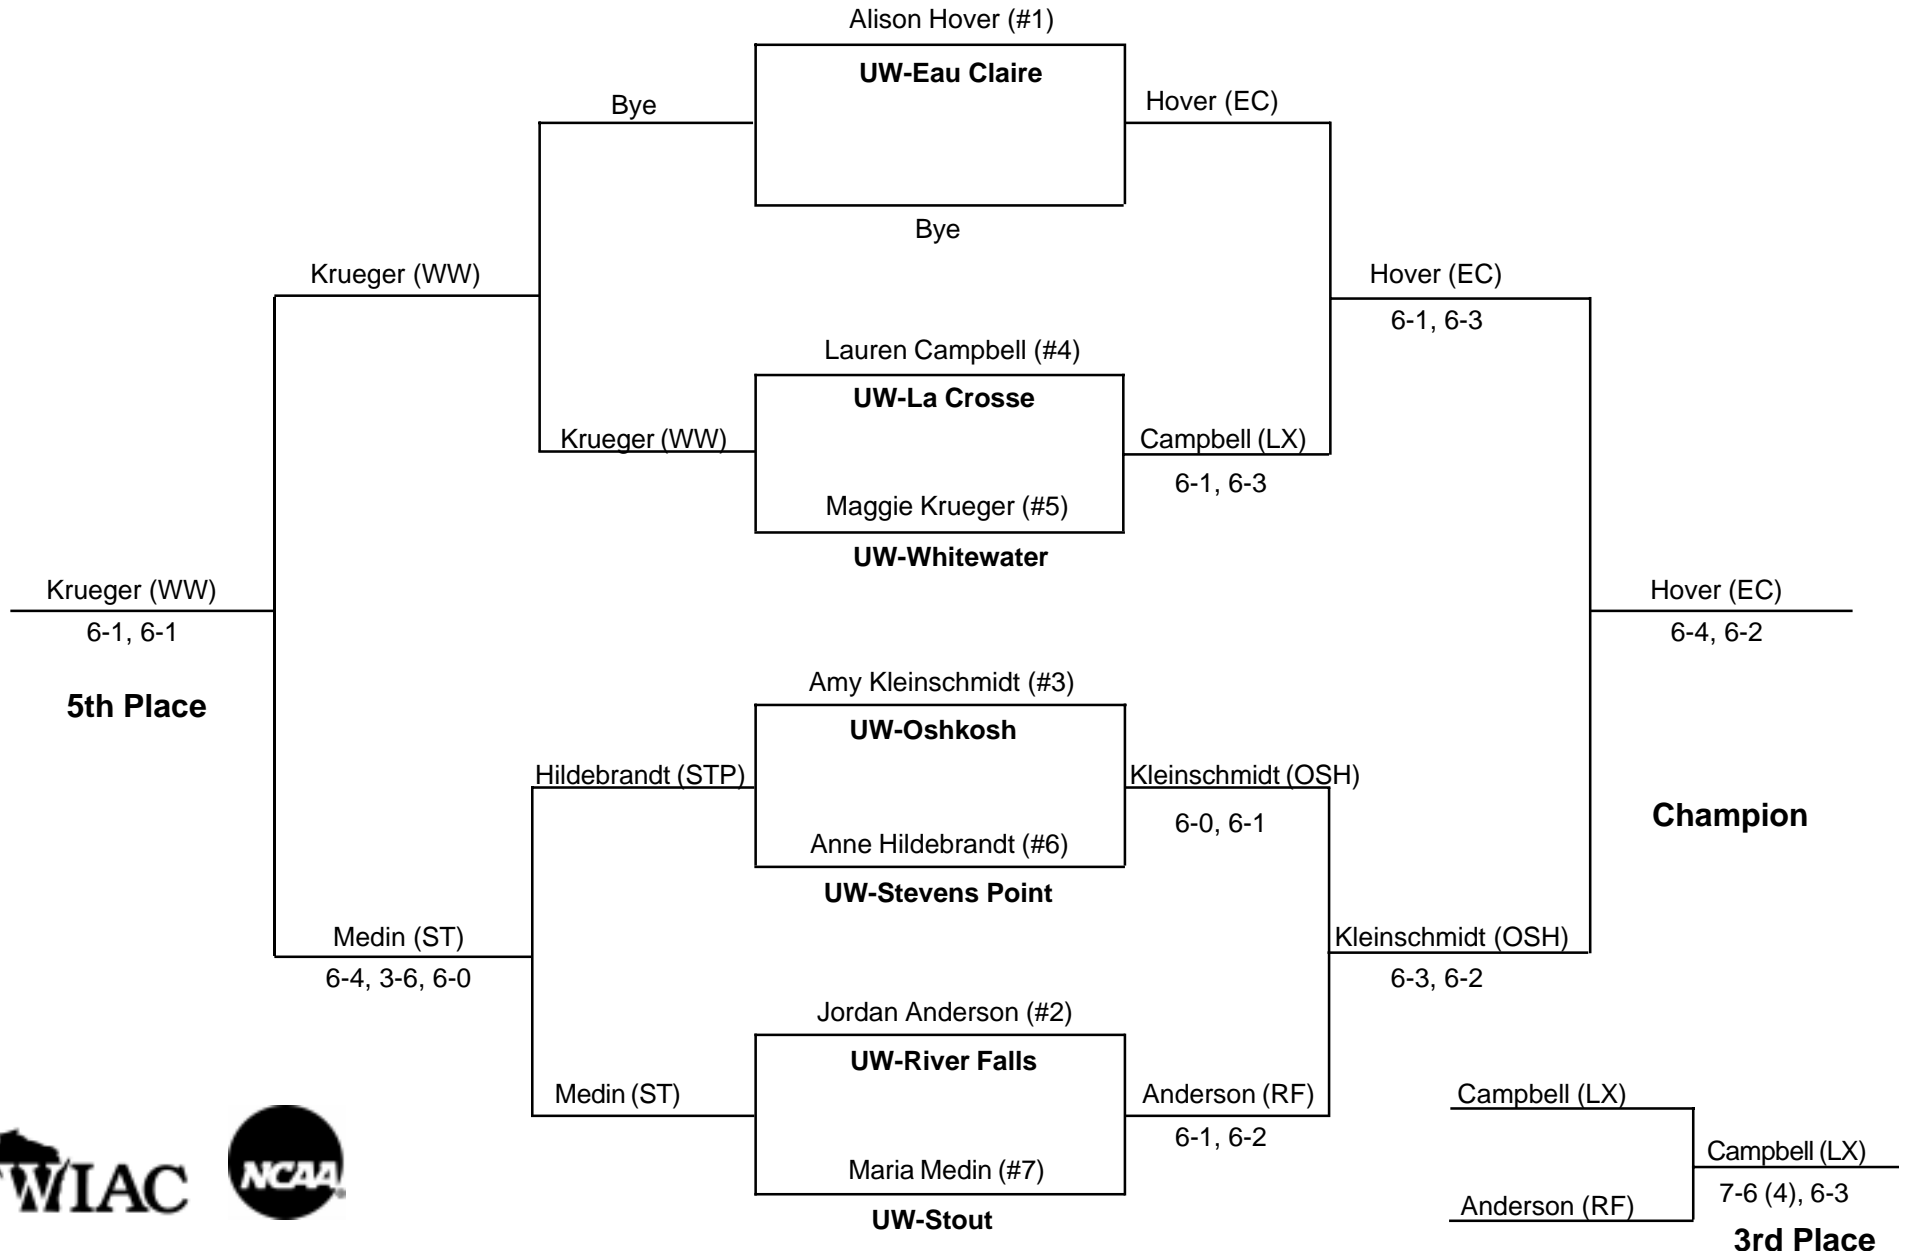 Alison Hover (#1)
UW-Eau Claire
Bye
Hover (EC)
Bye
Krueger (WW)
Hover (EC)
6-1, 6-3
Lauren Campbell (#4)
UW-La Crosse
Krueger (WW)
Campbell (LX)
6-1, 6-3
Maggie Krueger (#5)
UW-Whitewater
Krueger (WW)
6-1, 6-1
5th Place
Hover (EC)
6-4, 6-2
Champion
Amy Kleinschmidt (#3)
UW-Oshkosh
Hildebrandt (STP)
Kleinschmidt (OSH)
6-0, 6-1
Anne Hildebrandt (#6)
UW-Stevens Point
Medin (ST)
6-4, 3-6, 6-0
Kleinschmidt (OSH)
6-3, 6-2
Jordan Anderson (#2)
UW-River Falls
Medin (ST)
Anderson (RF)
6-1, 6-2
Maria Medin (#7)
UW-Stout
Campbell (LX)
Campbell (LX)
7-6 (4), 6-3
Anderson (RF)
3rd Place
WIAC
NCAA